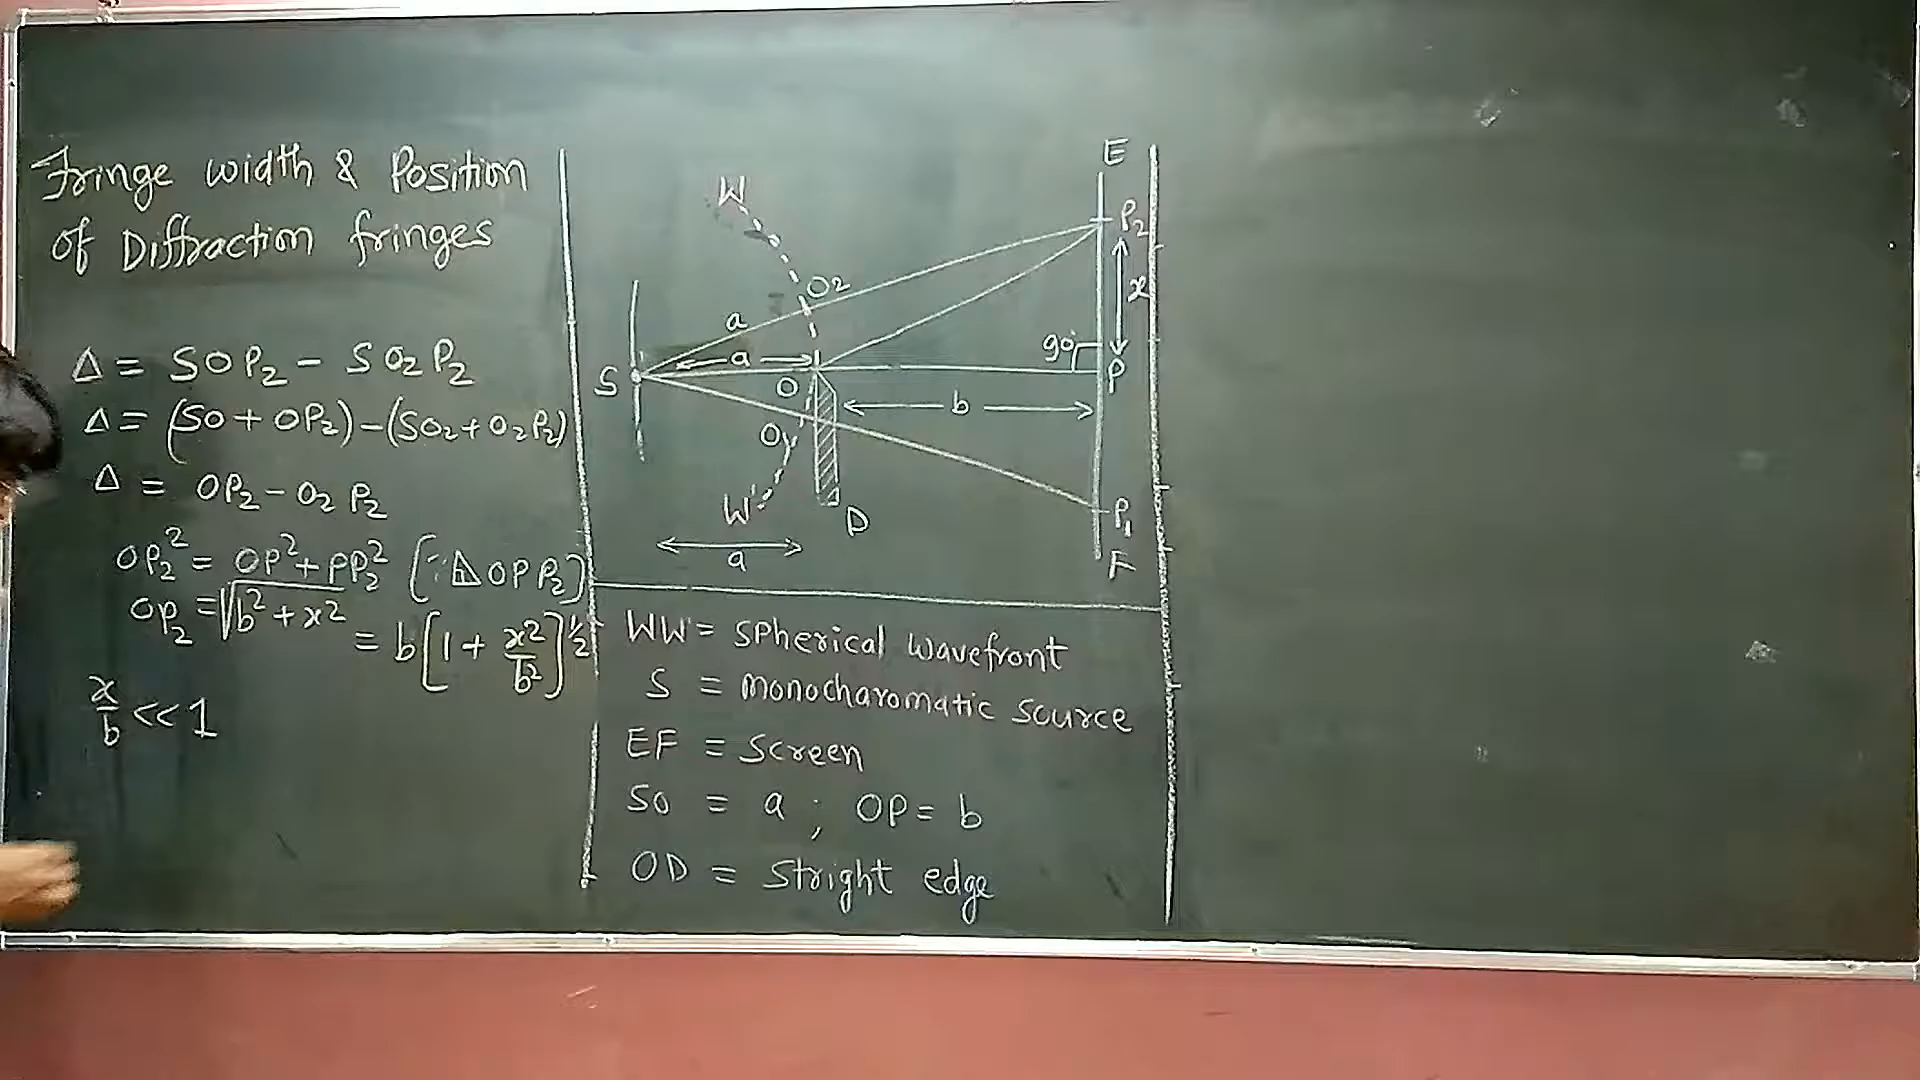 Fringe width & Position
of Diffraction fringes
Δ = SOP₂ - SO₂P₂
Δ = (SO + OP₂) - (SO₂ + O₂P₂)
Δ = OP₂ - O₂P₂
OP₂² = OP² + PP₂² [∵ ⊿OPP₂]
OP₂ = √b² + x²
= b[1 + x²/b²]^½
x/b << 1
W
E
P₂
O₂
x
a
a
90°
S
O
P
b
O₁
W'
D
P₁
a
F
WW' = Spherical wavefront
S = monocharomatic source
EF = Screen
SO = a ; OP = b
OD = Stright edge